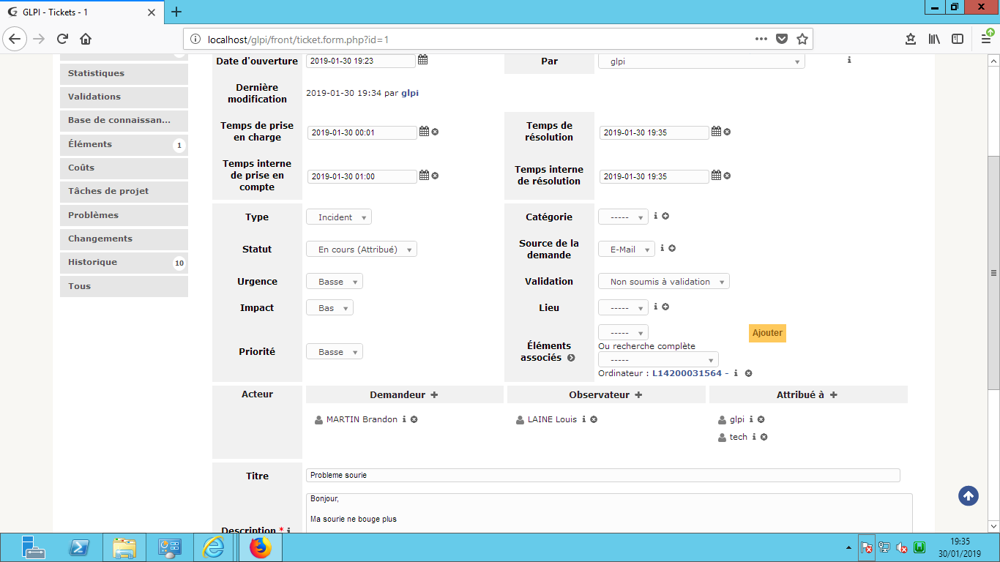 GLPI - Tickets - 1
localhost/glpi/front/ticket.form.php?id=1
Statistiques
Validations
Base de connaissan...
Éléments 1
Coûts
Tâches de projet
Problèmes
Changements
Historique 10
Tous
Date d'ouverture 2019-01-30 19:23 Par glpi
Dernière
modification
2019-01-30 19:34 par glpi
Temps de prise
en charge
2019-01-30 00:01
Temps de
résolution
2019-01-30 19:35
Temps interne
de prise en
compte
2019-01-30 01:00
Temps interne
de résolution
2019-01-30 19:35
Type Incident Catégorie -----
Statut En cours (Attribué)
Source de la
demande
E-Mail
Urgence Basse Validation Non soumis à validation
Impact Bas Lieu -----
Priorité Basse
Éléments
associés
----- Ajouter
Ou recherche complète
-----
Ordinateur : L14200031564 -
Acteur Demandeur Observateur Attribué à
MARTIN Brandon LAINE Louis glpi
tech
Titre Probleme sourie
Description *
Bonjour,
Ma sourie ne bouge plus
19:35
30/01/2019